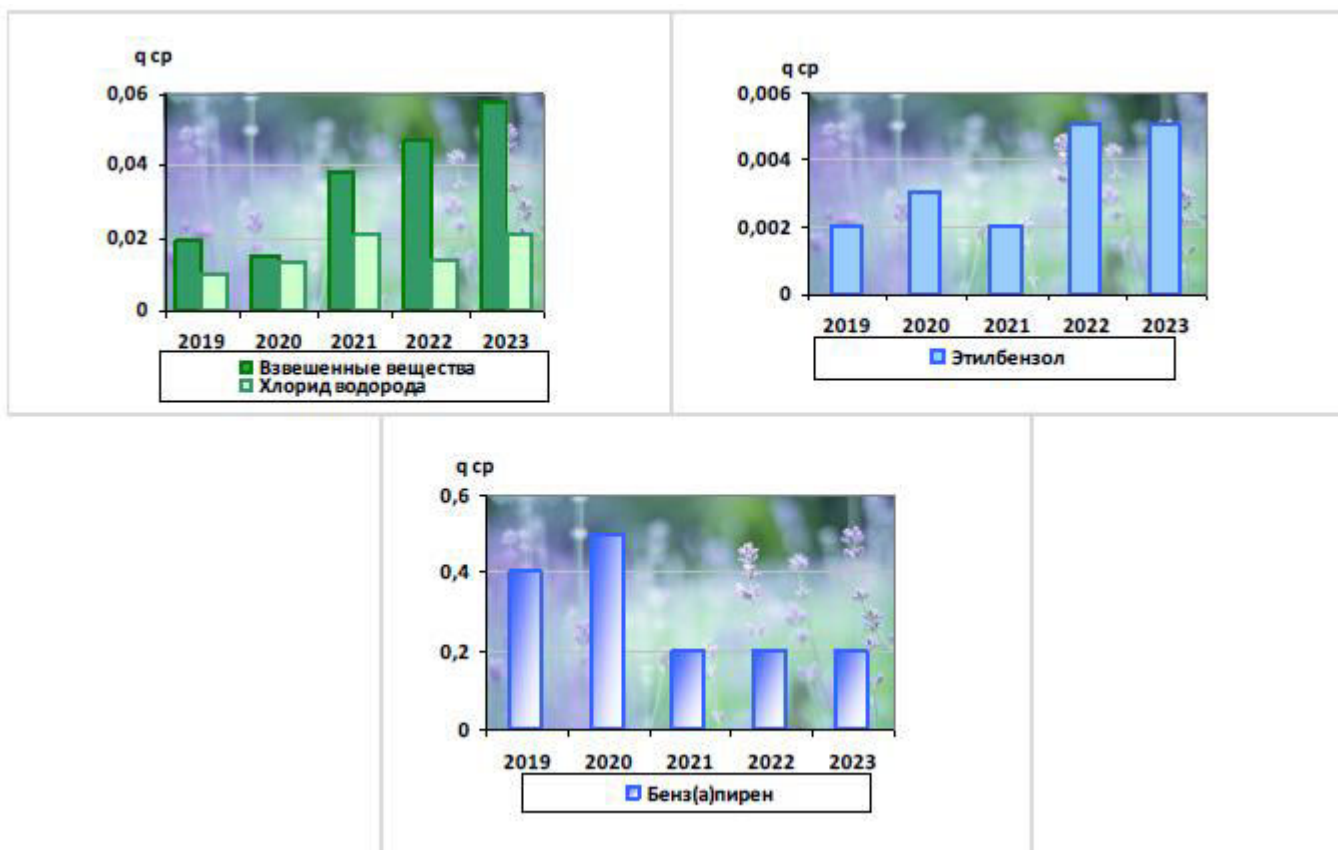 q ср
0,06
0,04
0,02
0
2019 2020 2021 2022 2023
Взвешенные вещества
Хлорид водорода
q ср
0,006
0,004
0,002
0
2019 2020 2021 2022 2023
Этилбензол
q ср
0,6
0,4
0,2
0
2019 2020 2021 2022 2023
Бенз(а)пирен